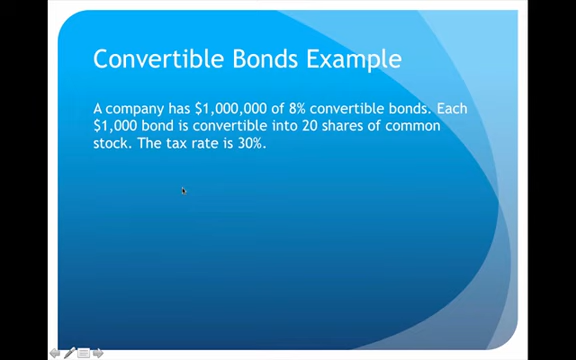 Convertible Bonds Example
A company has $1,000,000 of 8% convertible bonds. Each
$1,000 bond is convertible into 20 shares of common
stock. The tax rate is 30%.